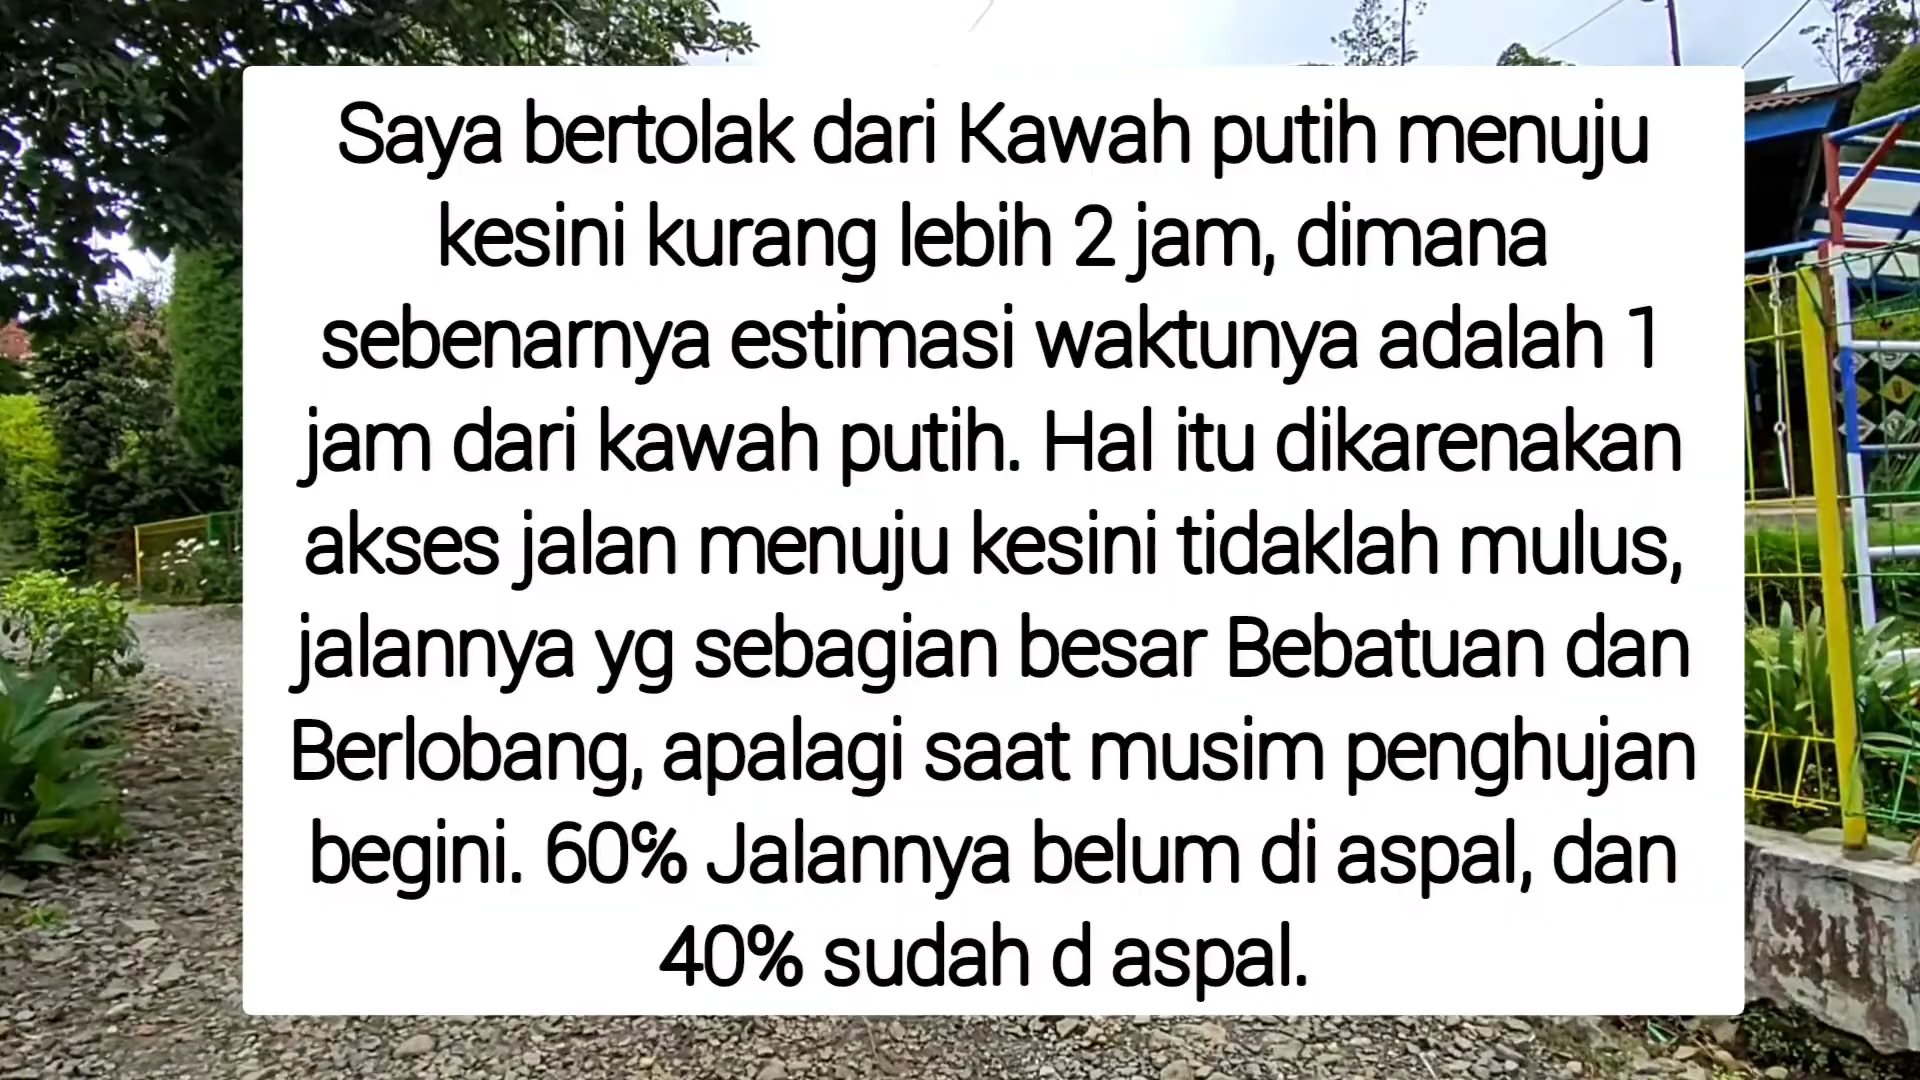 Saya bertolak dari Kawah putih menuju
kesini kurang lebih 2 jam, dimana
sebenarnya estimasi waktunya adalah 1
jam dari kawah putih. Hal itu dikarenakan
akses jalan menuju kesini tidaklah mulus,
jalannya yg sebagian besar Bebatuan dan
Berlobang, apalagi saat musim penghujan
begini. 60% Jalannya belum di aspal, dan
40% sudah d aspal.